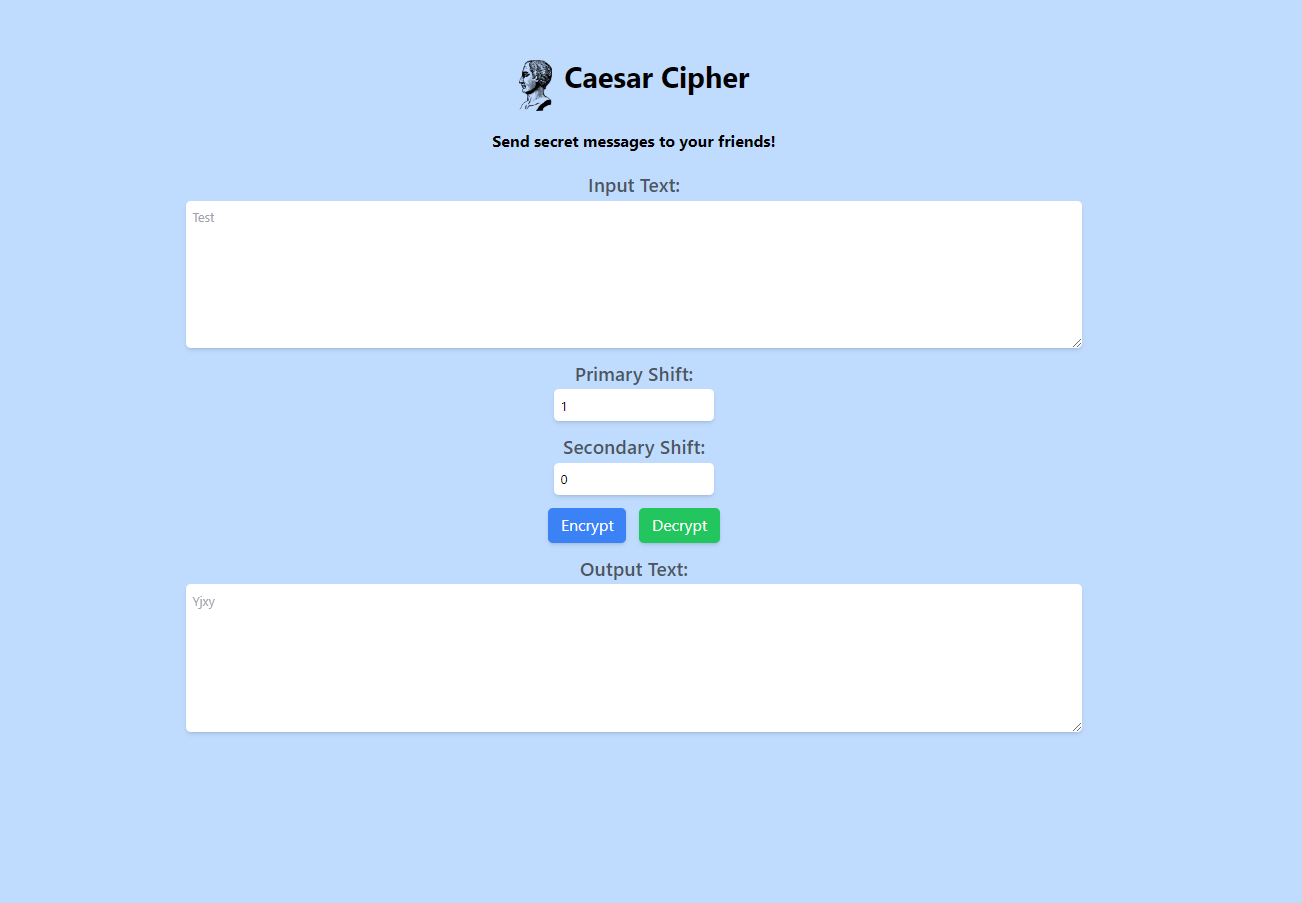 Caesar Cipher
Send secret messages to your friends!
Input Text:
Test
Primary Shift:
1
Secondary Shift:
0
Encrypt Decrypt
Output Text:
Yjxy